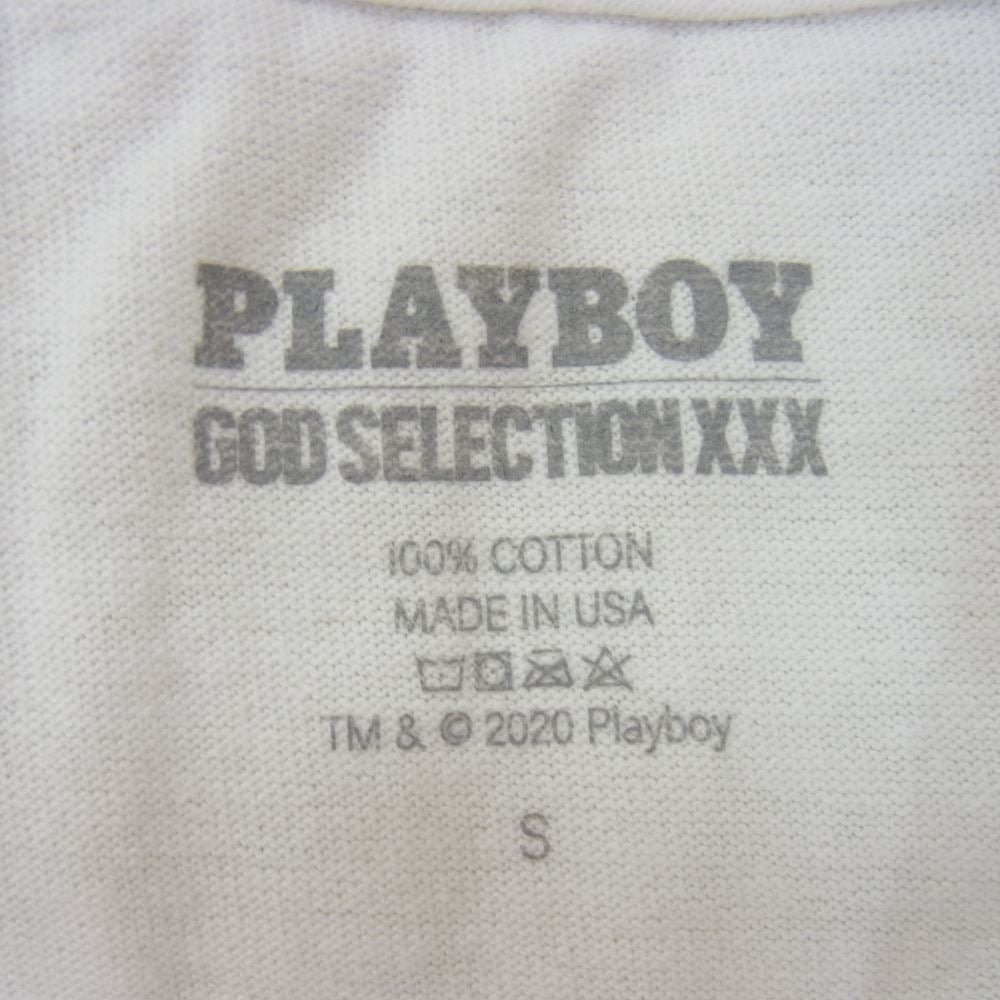 PLAYBOY
GOD SELECTION XXX
100% COTTON
MADE IN USA
TM & © 2020 Playboy
S